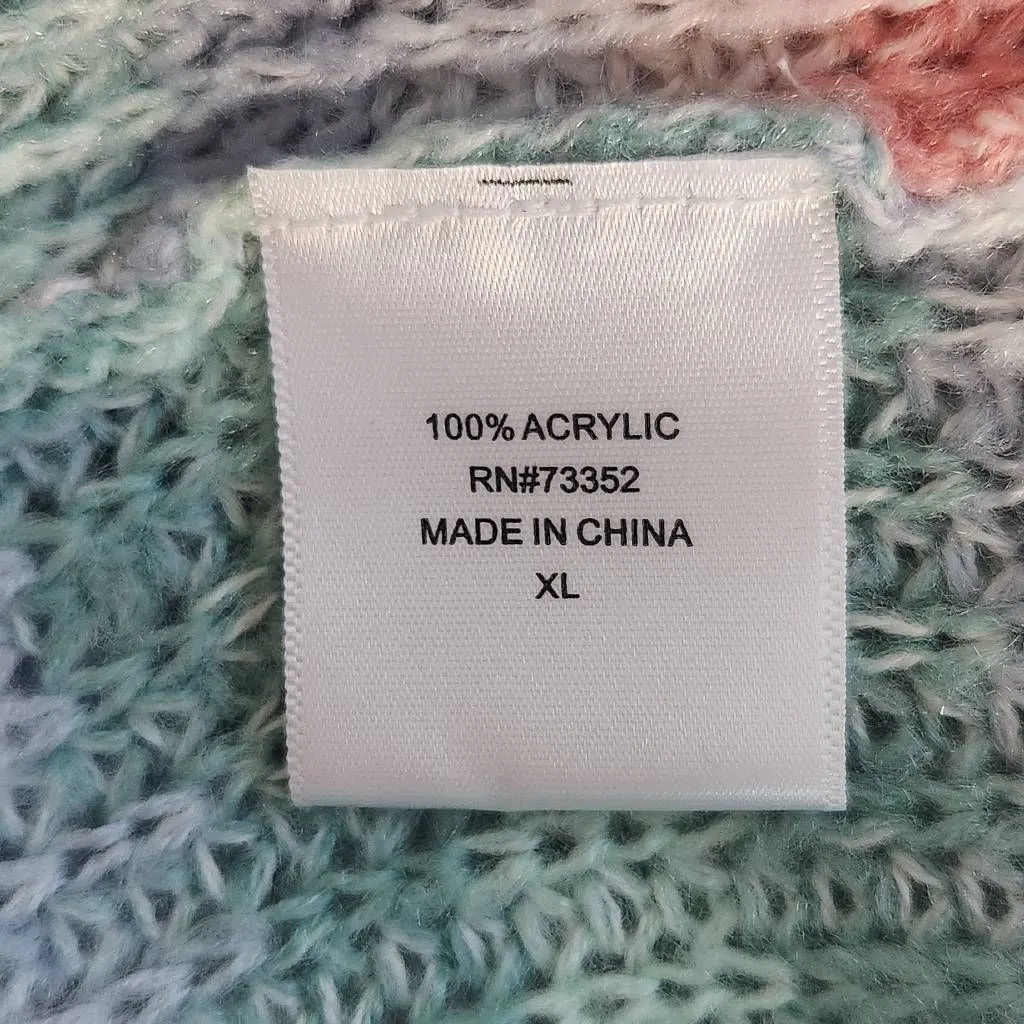 100% ACRYLIC
RN#73352
MADE IN CHINA
XL